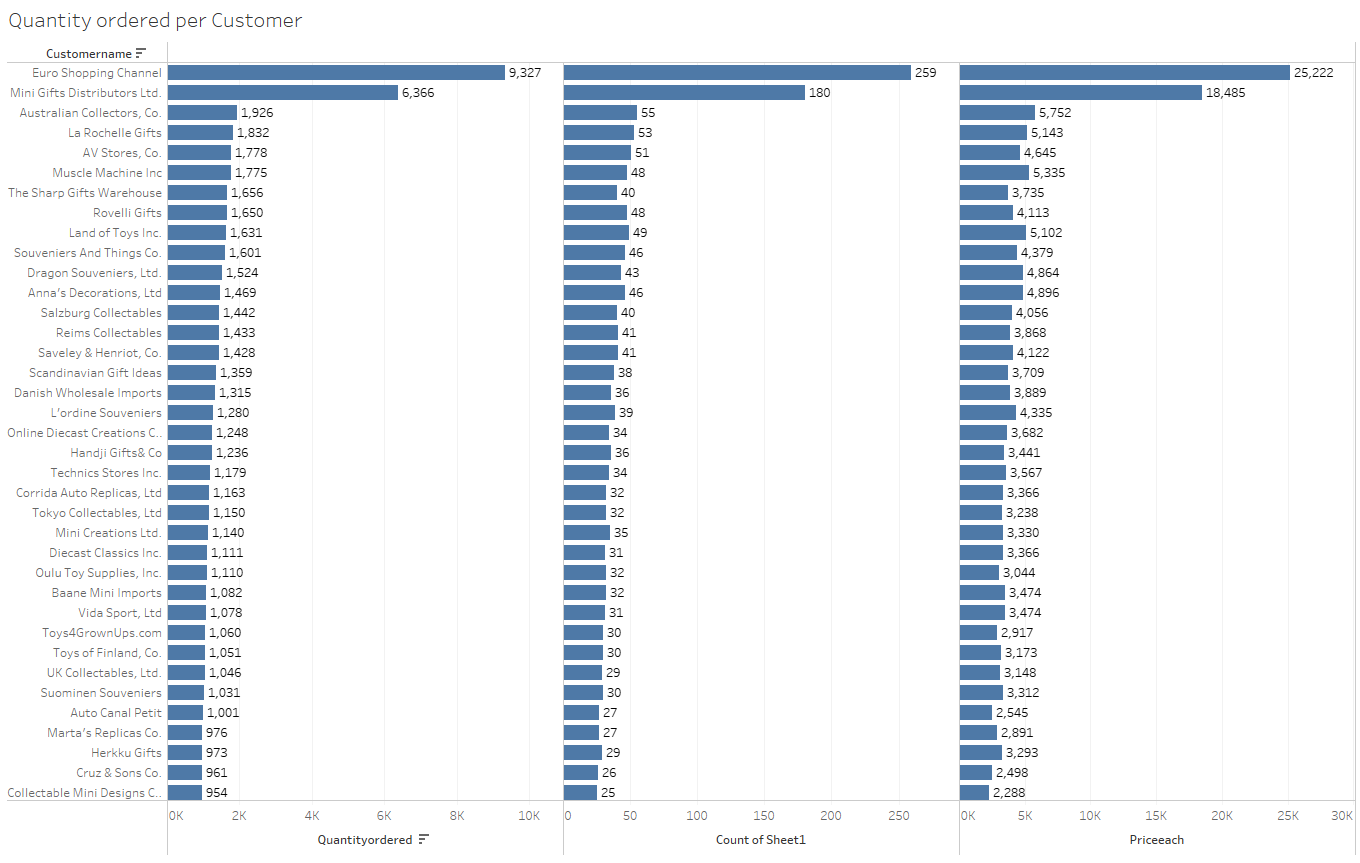 Quantity ordered per Customer
Customername
Euro Shopping Channel 9,327 259 25,222
Mini Gifts Distributors Ltd. 6,366 180 18,485
Australian Collectors, Co. 1,926 55 5,752
La Rochelle Gifts 1,832 53 5,143
AV Stores, Co. 1,778 51 4,645
Muscle Machine Inc 1,775 48 5,335
The Sharp Gifts Warehouse 1,656 40 3,735
Rovelli Gifts 1,650 48 4,113
Land of Toys Inc. 1,631 49 5,102
Souveniers And Things Co. 1,601 46 4,379
Dragon Souveniers, Ltd. 1,524 43 4,864
Anna's Decorations, Ltd 1,469 46 4,896
Salzburg Collectables 1,442 40 4,056
Reims Collectables 1,433 41 3,868
Saveley & Henriot, Co. 1,428 41 4,122
Scandinavian Gift Ideas 1,359 38 3,709
Danish Wholesale Imports 1,315 36 3,889
L'ordine Souveniers 1,280 39 4,335
Online Diecast Creations C.. 1,248 34 3,682
Handji Gifts& Co 1,236 36 3,441
Technics Stores Inc. 1,179 34 3,567
Corrida Auto Replicas, Ltd 1,163 32 3,366
Tokyo Collectables, Ltd 1,150 32 3,238
Mini Creations Ltd. 1,140 35 3,330
Diecast Classics Inc. 1,111 31 3,366
Oulu Toy Supplies, Inc. 1,110 32 3,044
Baane Mini Imports 1,082 32 3,474
Vida Sport, Ltd 1,078 31 3,474
Toys4GrownUps.com 1,060 30 2,917
Toys of Finland, Co. 1,051 30 3,173
UK Collectables, Ltd. 1,046 29 3,148
Suominen Souveniers 1,031 30 3,312
Auto Canal Petit 1,001 27 2,545
Marta's Replicas Co. 976 27 2,891
Herkku Gifts 973 29 3,293
Cruz & Sons Co. 961 26 2,498
Collectable Mini Designs C.. 954 25 2,288
0K 2K 4K 6K 8K 10K 0 50 100 150 200 250 0K 5K 10K 15K 20K 25K 30K
Quantityordered Count of Sheet1 Priceeach